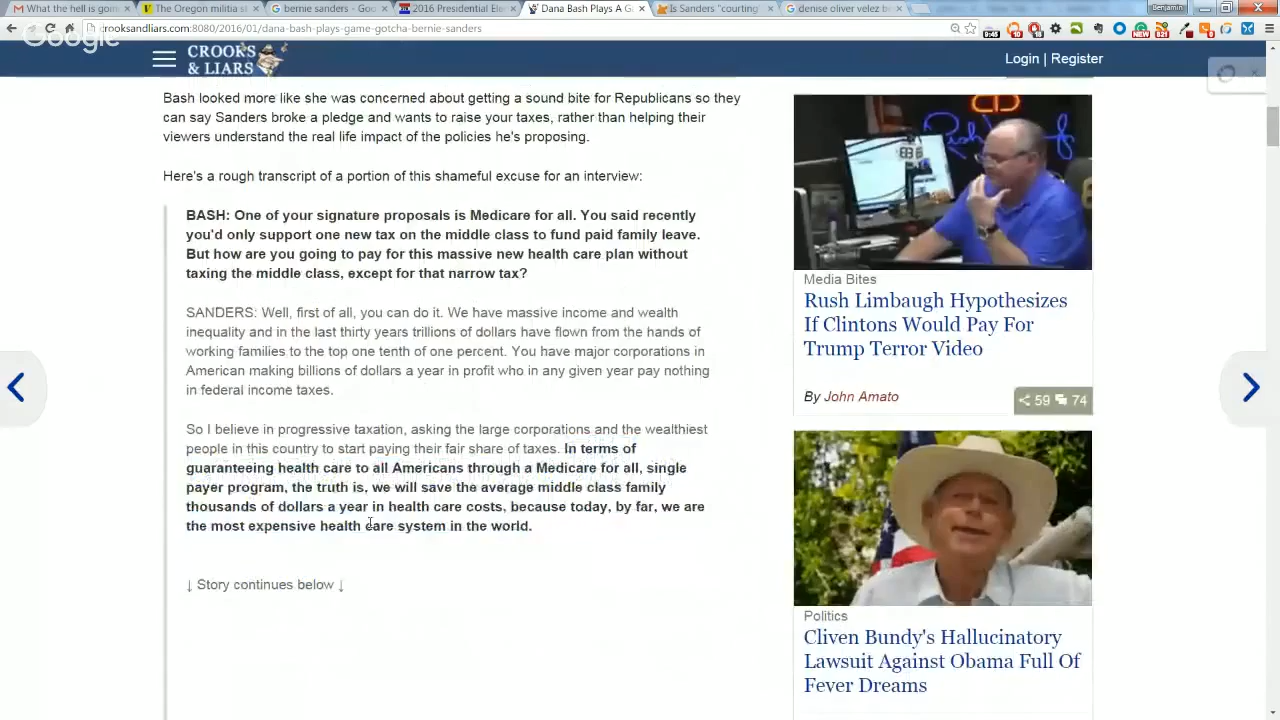 What the hell is goin
The Oregon militia st
bernie sanders - Goo
2016 Presidential Ele
Dana Bash Plays A Ga
Is Sanders "courting"
denise oliver velez be
Benjamin
crooksandliars.com:8080/2016/01/dana-bash-plays-game-gotcha-bernie-sanders
Google
CROOKS
& LIARS
Login | Register
Bash looked more like she was concerned about getting a sound bite for Republicans so they
can say Sanders broke a pledge and wants to raise your taxes, rather than helping their
viewers understand the real life impact of the policies he's proposing.
Here's a rough transcript of a portion of this shameful excuse for an interview:
BASH: One of your signature proposals is Medicare for all. You said recently
you'd only support one new tax on the middle class to fund paid family leave.
But how are you going to pay for this massive new health care plan without
taxing the middle class, except for that narrow tax?
SANDERS: Well, first of all, you can do it. We have massive income and wealth
inequality and in the last thirty years trillions of dollars have flown from the hands of
working families to the top one tenth of one percent. You have major corporations in
American making billions of dollars a year in profit who in any given year pay nothing
in federal income taxes.
So I believe in progressive taxation, asking the large corporations and the wealthiest
people in this country to start paying their fair share of taxes. In terms of
guaranteeing health care to all Americans through a Medicare for all, single
payer program, the truth is, we will save the average middle class family
thousands of dollars a year in health care costs, because today, by far, we are
the most expensive health care system in the world.
↓ Story continues below ↓
Media Bites
Rush Limbaugh Hypothesizes
If Clintons Would Pay For
Trump Terror Video
By John Amato
59 74
Politics
Cliven Bundy's Hallucinatory
Lawsuit Against Obama Full Of
Fever Dreams